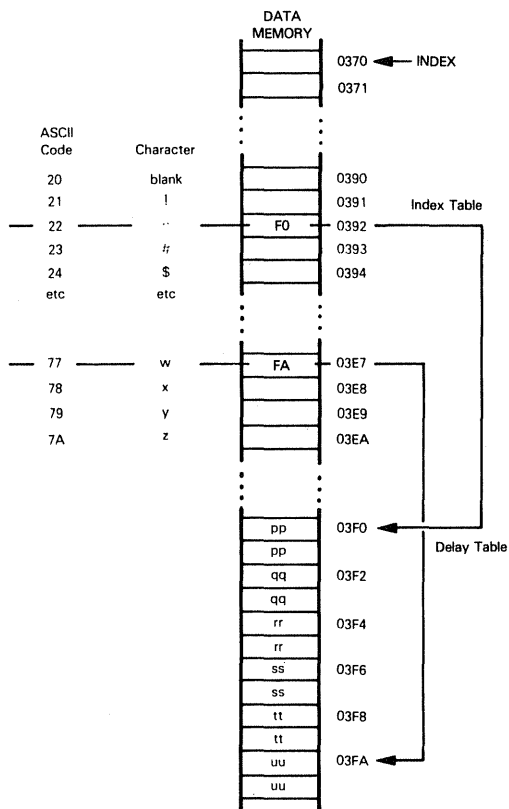 DATA
MEMORY
0370 INDEX
0371
ASCII
Code Character
20 blank 0390
21 ! 0391 Index Table
22 " F0 0392
23 # 0393
24 $ 0394
etc etc
77 w FA 03E7
78 x 03E8
79 y 03E9
7A z 03EA
pp 03F0
pp Delay Table
qq 03F2
qq
rr 03F4
rr
ss 03F6
ss
tt 03F8
tt
uu 03FA
uu